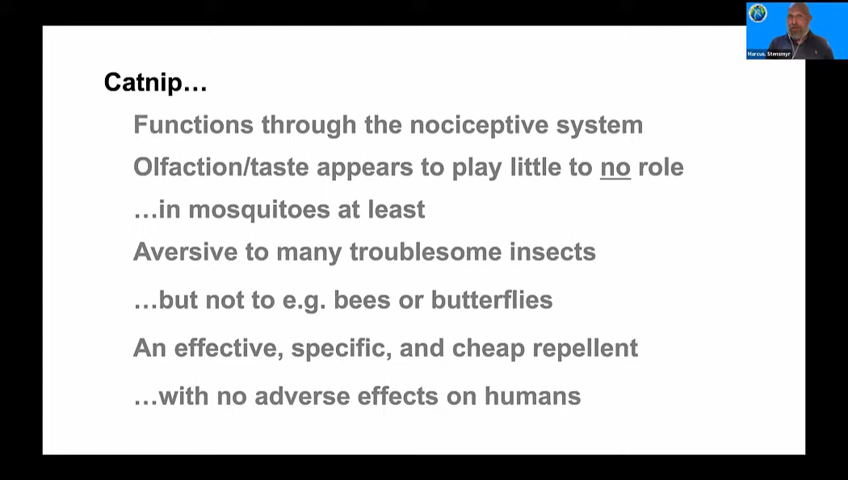 Catnip…
Functions through the nociceptive system
Olfaction/taste appears to play little to no role
…in mosquitoes at least
Aversive to many troublesome insects
…but not to e.g. bees or butterflies
An effective, specific, and cheap repellent
…with no adverse effects on humans
Marcus, Stensmyr